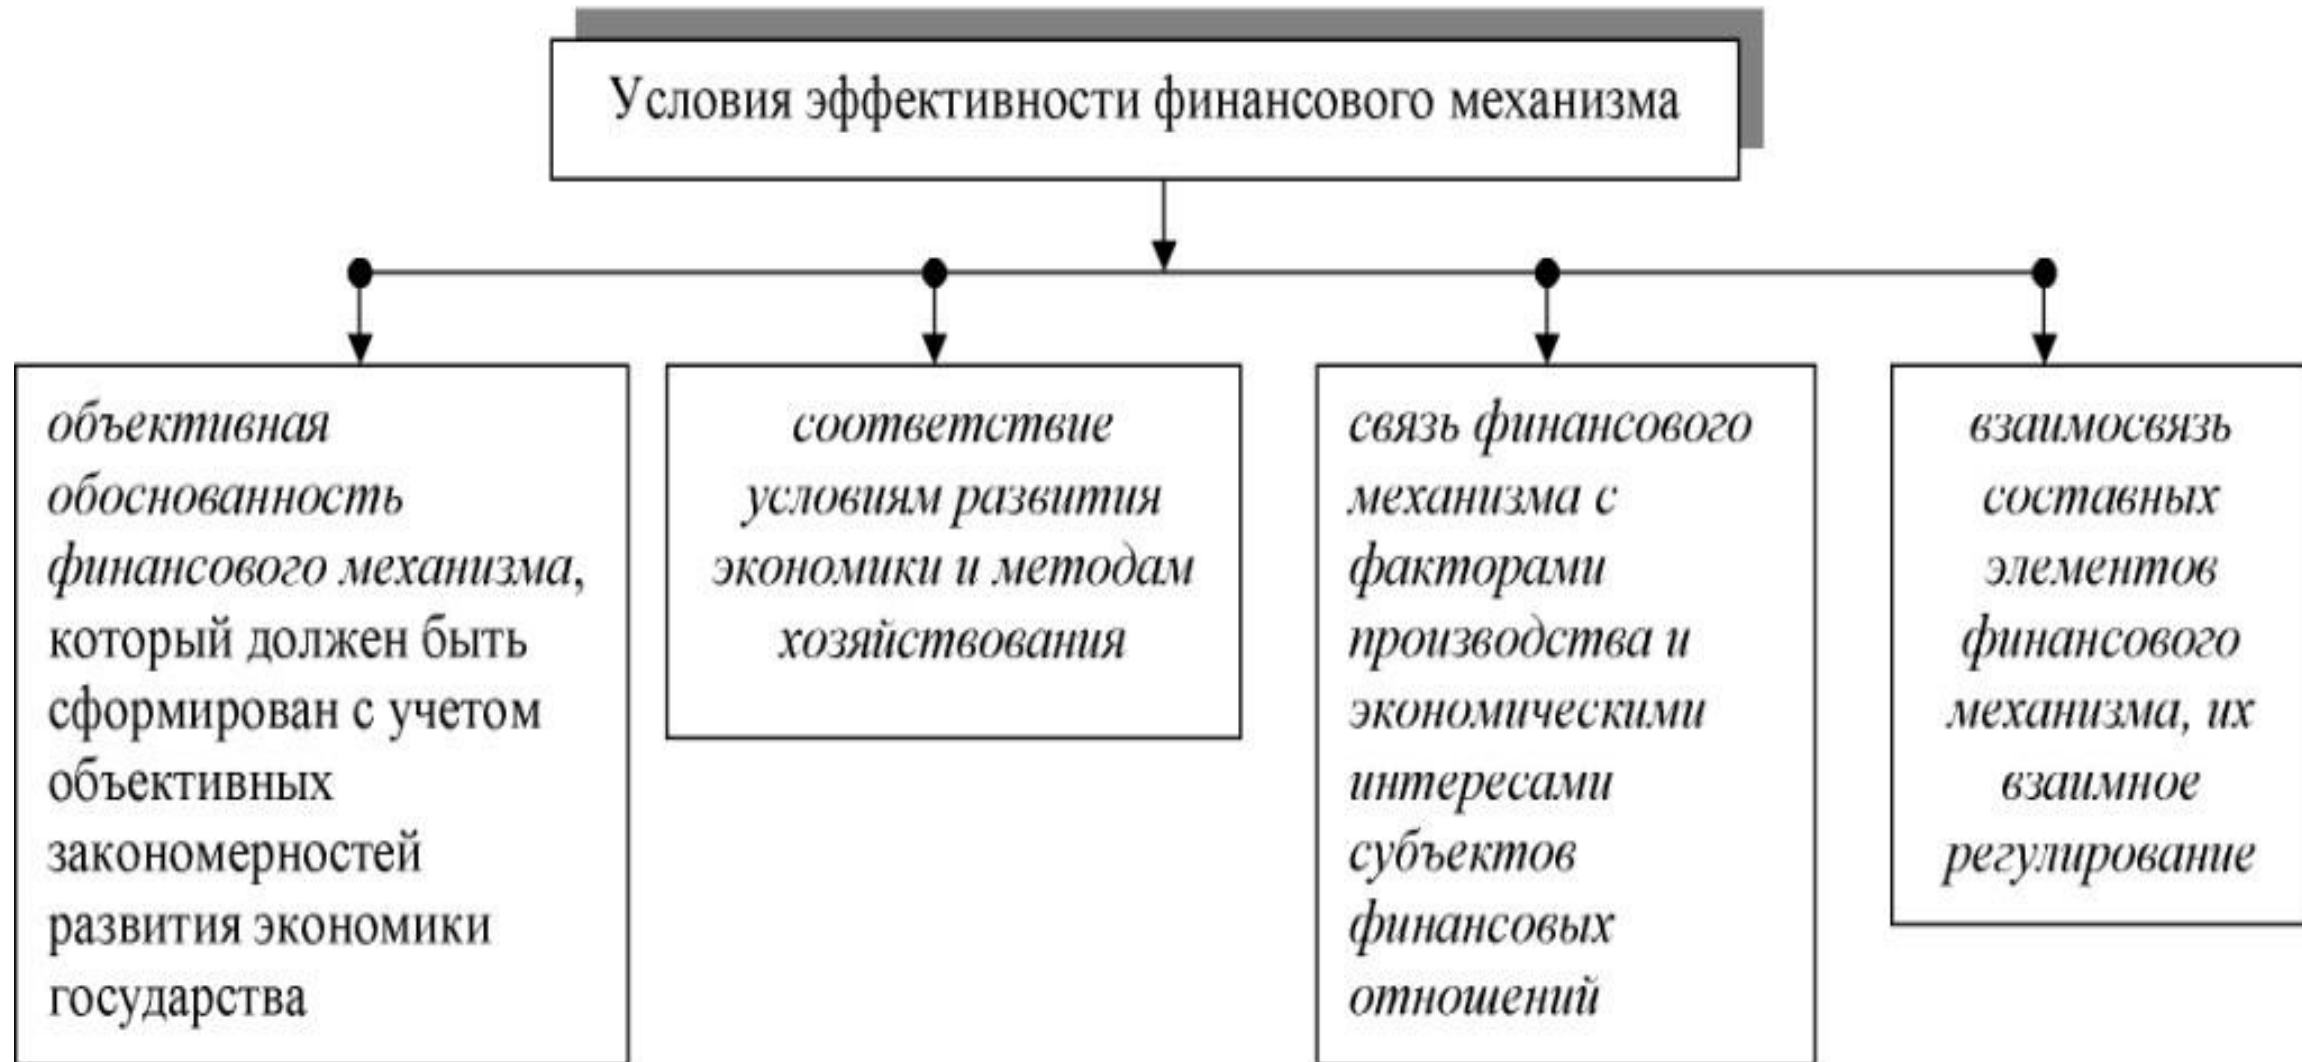 Условия эффективности финансового механизма
объективная
обоснованность
финансового механизма,
который должен быть
сформирован с учетом
объективных
закономерностей
развития экономики
государства
соответствие
условиям развития
экономики и методам
хозяйствования
связь финансового
механизма с
факторами
производства и
экономическими
интересами
субъектов
финансовых
отношений
взаимосвязь
составных
элементов
финансового
механизма, их
взаимное
регулирование